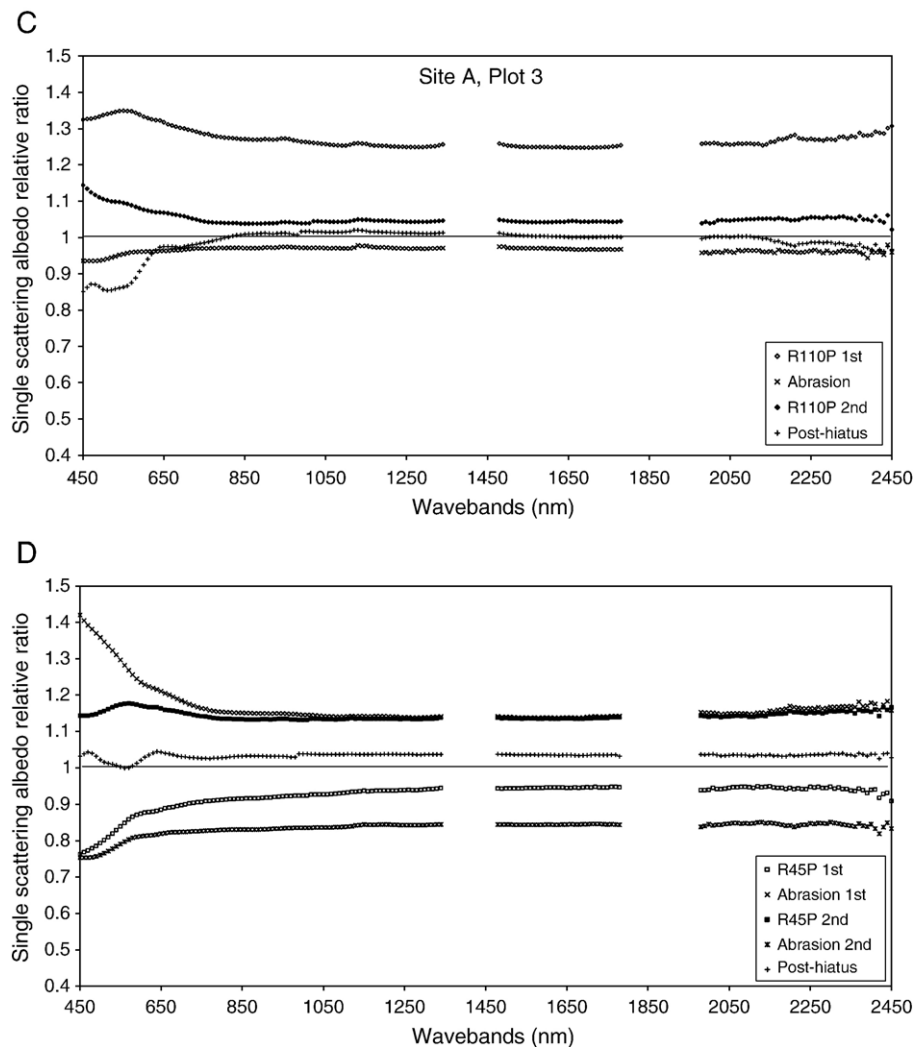 C
Single scattering albedo relative ratio
1.5
1.4
1.3
1.2
1.1
1
0.9
0.8
0.7
0.6
0.5
0.4
Site A, Plot 3
R110P 1st
Abrasion
R110P 2nd
Post-hiatus
450 650 850 1050 1250 1450 1650 1850 2050 2250 2450
Wavebands (nm)
D
Single scattering albedo relative ratio
1.5
1.4
1.3
1.2
1.1
1
0.9
0.8
0.7
0.6
0.5
0.4
R45P 1st
Abrasion 1st
R45P 2nd
Abrasion 2nd
Post-hiatus
450 650 850 1050 1250 1450 1650 1850 2050 2250 2450
Wavebands (nm)